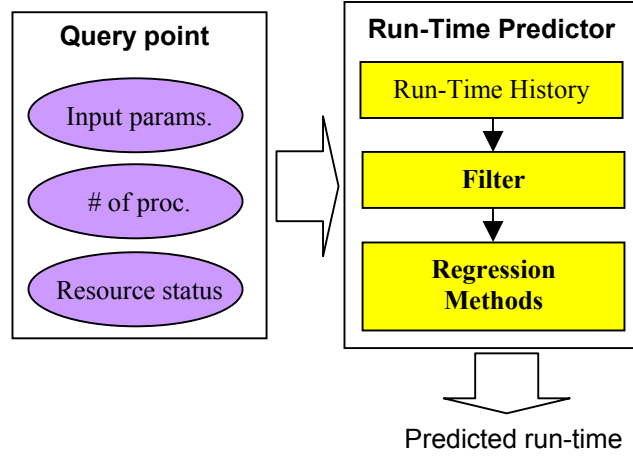 Query point
Input params.
# of proc.
Resource status
Run-Time Predictor
Run-Time History
Filter
Regression
Methods
Predicted run-time